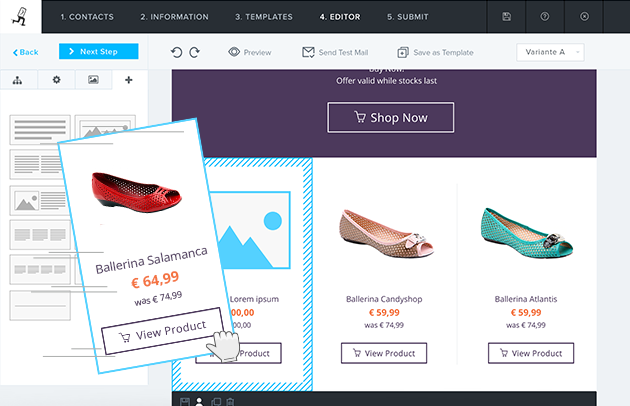 1. CONTACTS
2. INFORMATION
3. TEMPLATES
4. EDITOR
5. SUBMIT
Back
Next Step
Preview
Send Test Mail
Save as Template
Variante A
Buy Now!
Offer valid while stocks last
Shop Now
Ballerina Salamanca
€ 64,99
was € 74,99
View Product
Lorem ipsum
00,00
00,00
Product
Ballerina Candyshop
€ 59,99
was € 74,99
View Product
Ballerina Atlantis
€ 59,99
was € 74,99
View Product